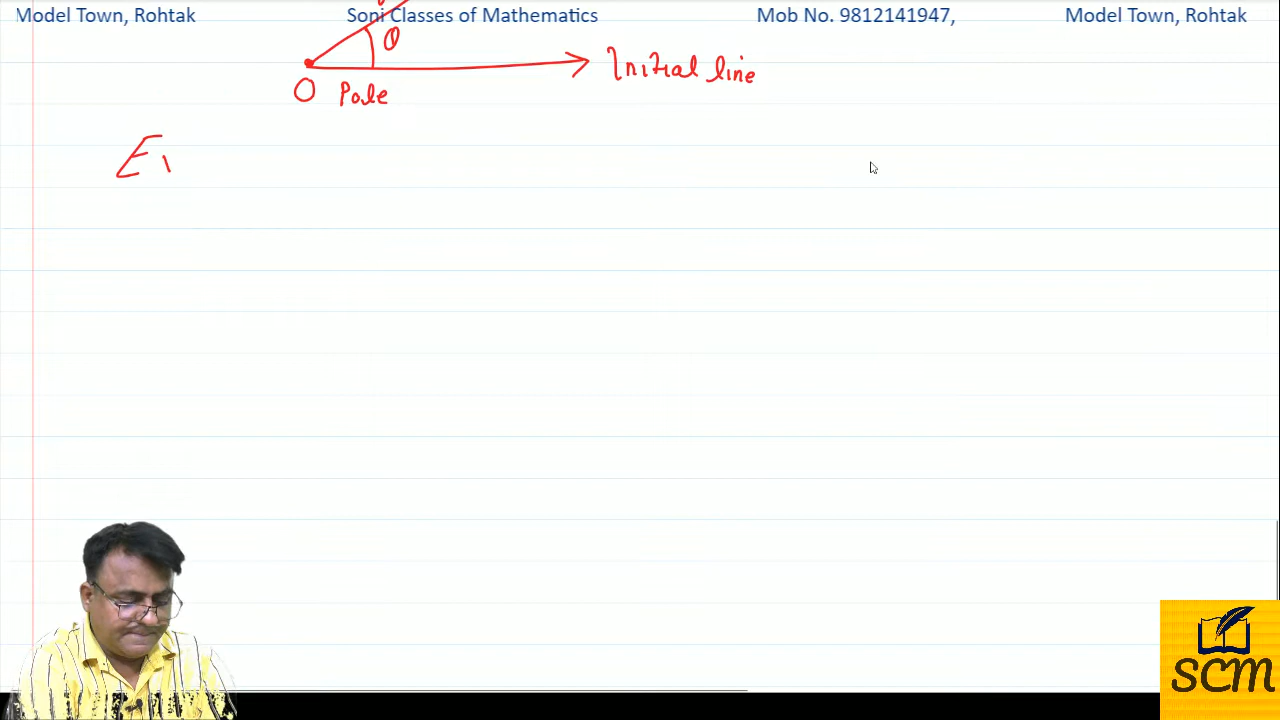 Model Town, Rohtak Soni Classes of Mathematics Mob No. 9812141947, Model Town, Rohtak
θ
Initial line
O Pole
SCM